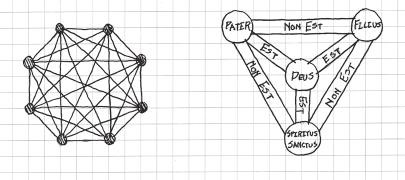 PATER
NON EST
FILIUS
EST
EST
DEUS
NON EST
EST
NON EST
SPIRITUS
SANCTUS